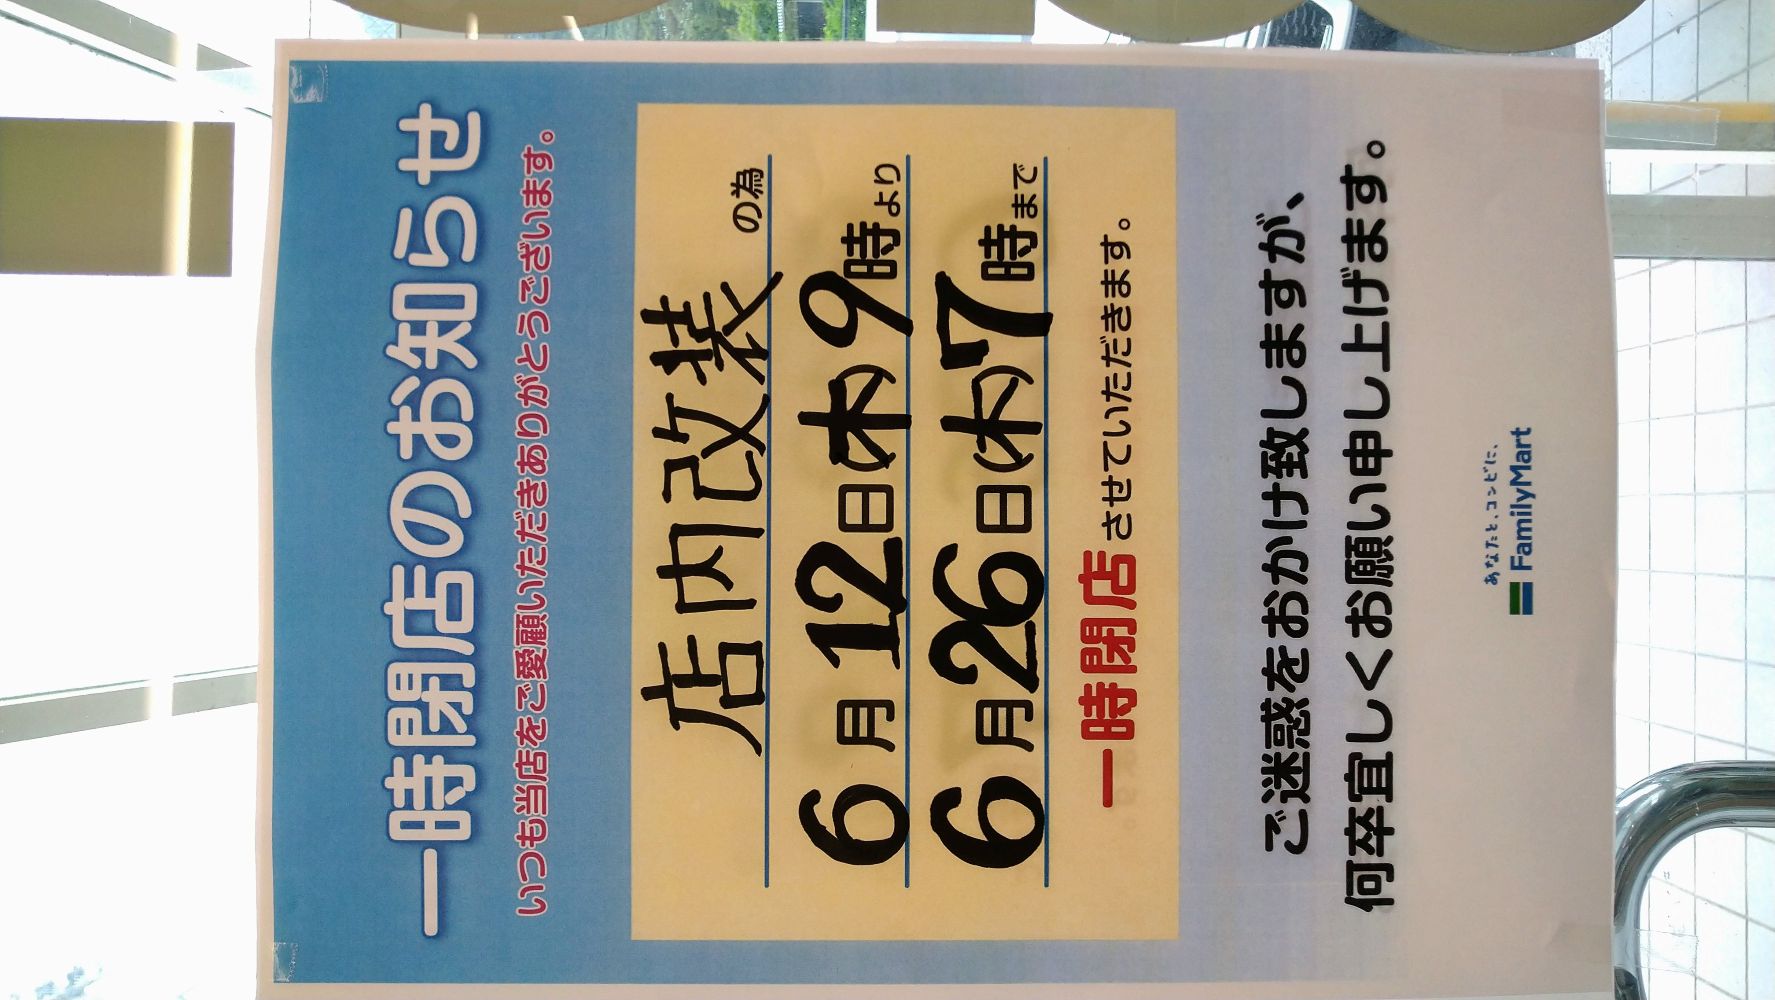 一時閉店のお知らせ
いつも当店をご愛顧いただきありがとうございます。
店内改装の為
6月12日(木)9時より
6月26日(木)7時まで
一時閉店させていただきます。
ご迷惑をおかけ致しますが、
何卒宜しくお願い申し上げます。
あなたと、コンビに、
FamilyMart